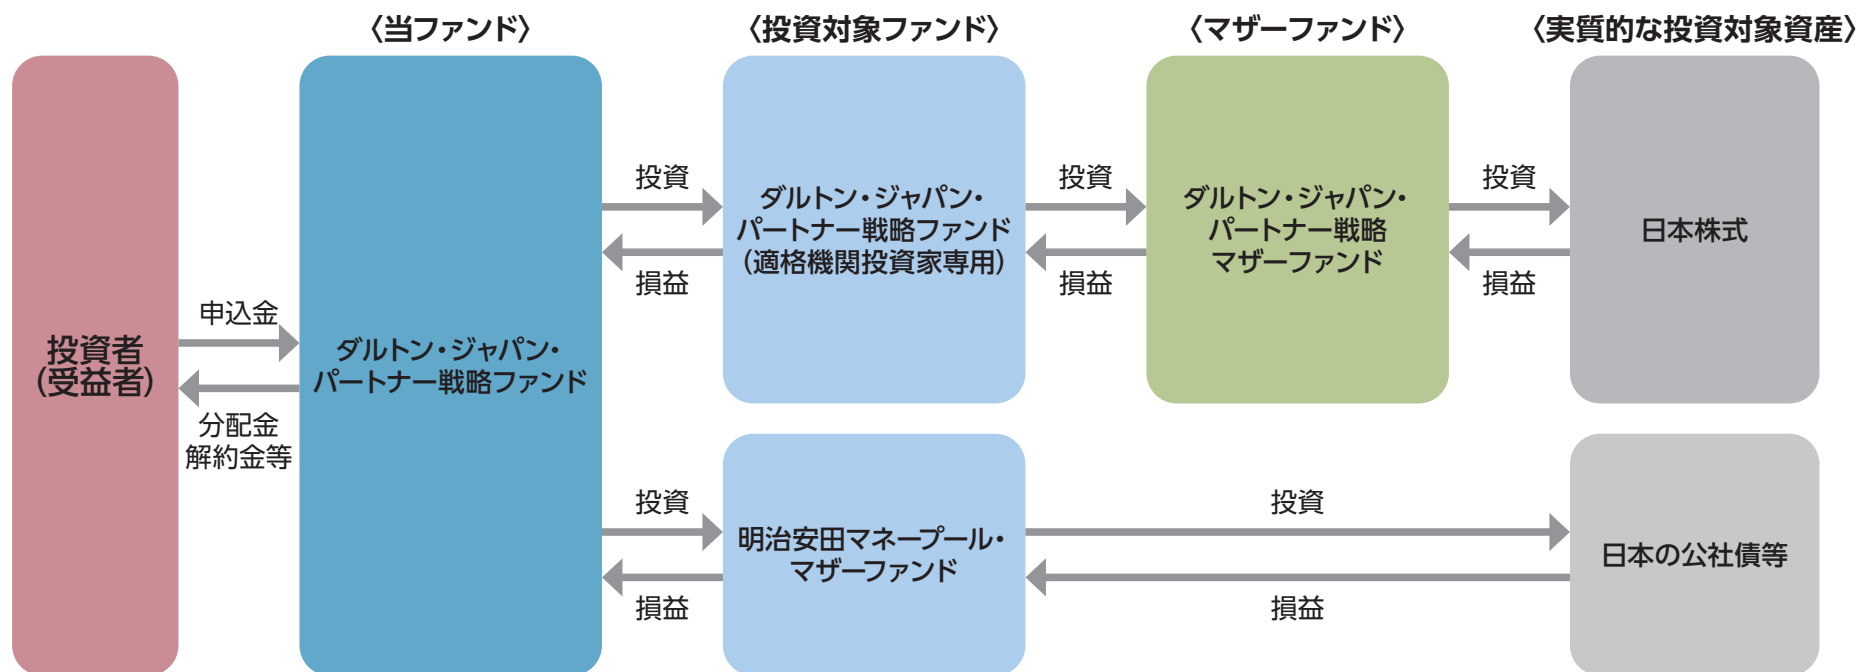 〈当ファンド〉
〈投資対象ファンド〉
〈マザーファンド〉
〈実質的な投資対象資産〉
投資者
(受益者)
申込金
分配金
解約金等
ダルトン・ジャパン・
パートナー戦略ファンド
投資
損益
ダルトン・ジャパン・
パートナー戦略ファンド
(適格機関投資家専用)
投資
損益
ダルトン・ジャパン・
パートナー戦略
マザーファンド
投資
損益
日本株式
投資
損益
明治安田マネープール・
マザーファンド
投資
損益
日本の公社債等